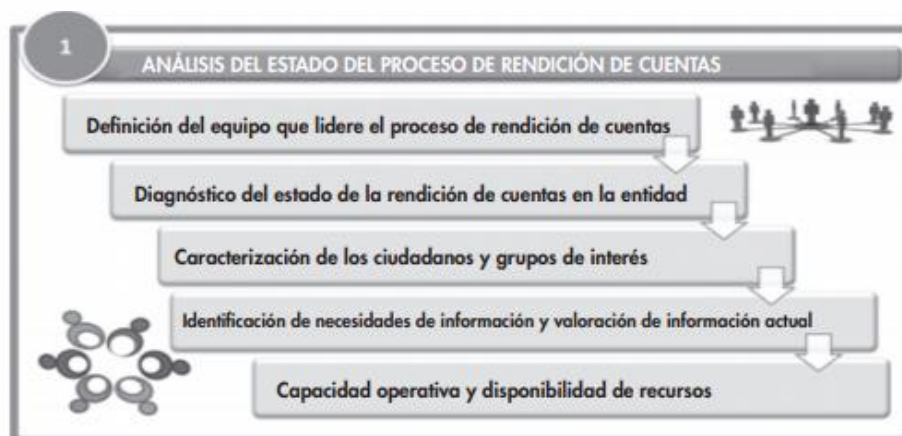 1
ANÁLISIS DEL ESTADO DEL PROCESO DE RENDICIÓN DE CUENTAS
Definición del equipo que lidere el proceso de rendición de cuentas
Diagnóstico del estado de la rendición de cuentas en la entidad
Caracterización de los ciudadanos y grupos de interés
Identificación de necesidades de información y valoración de información actual
Capacidad operativa y disponibilidad de recursos